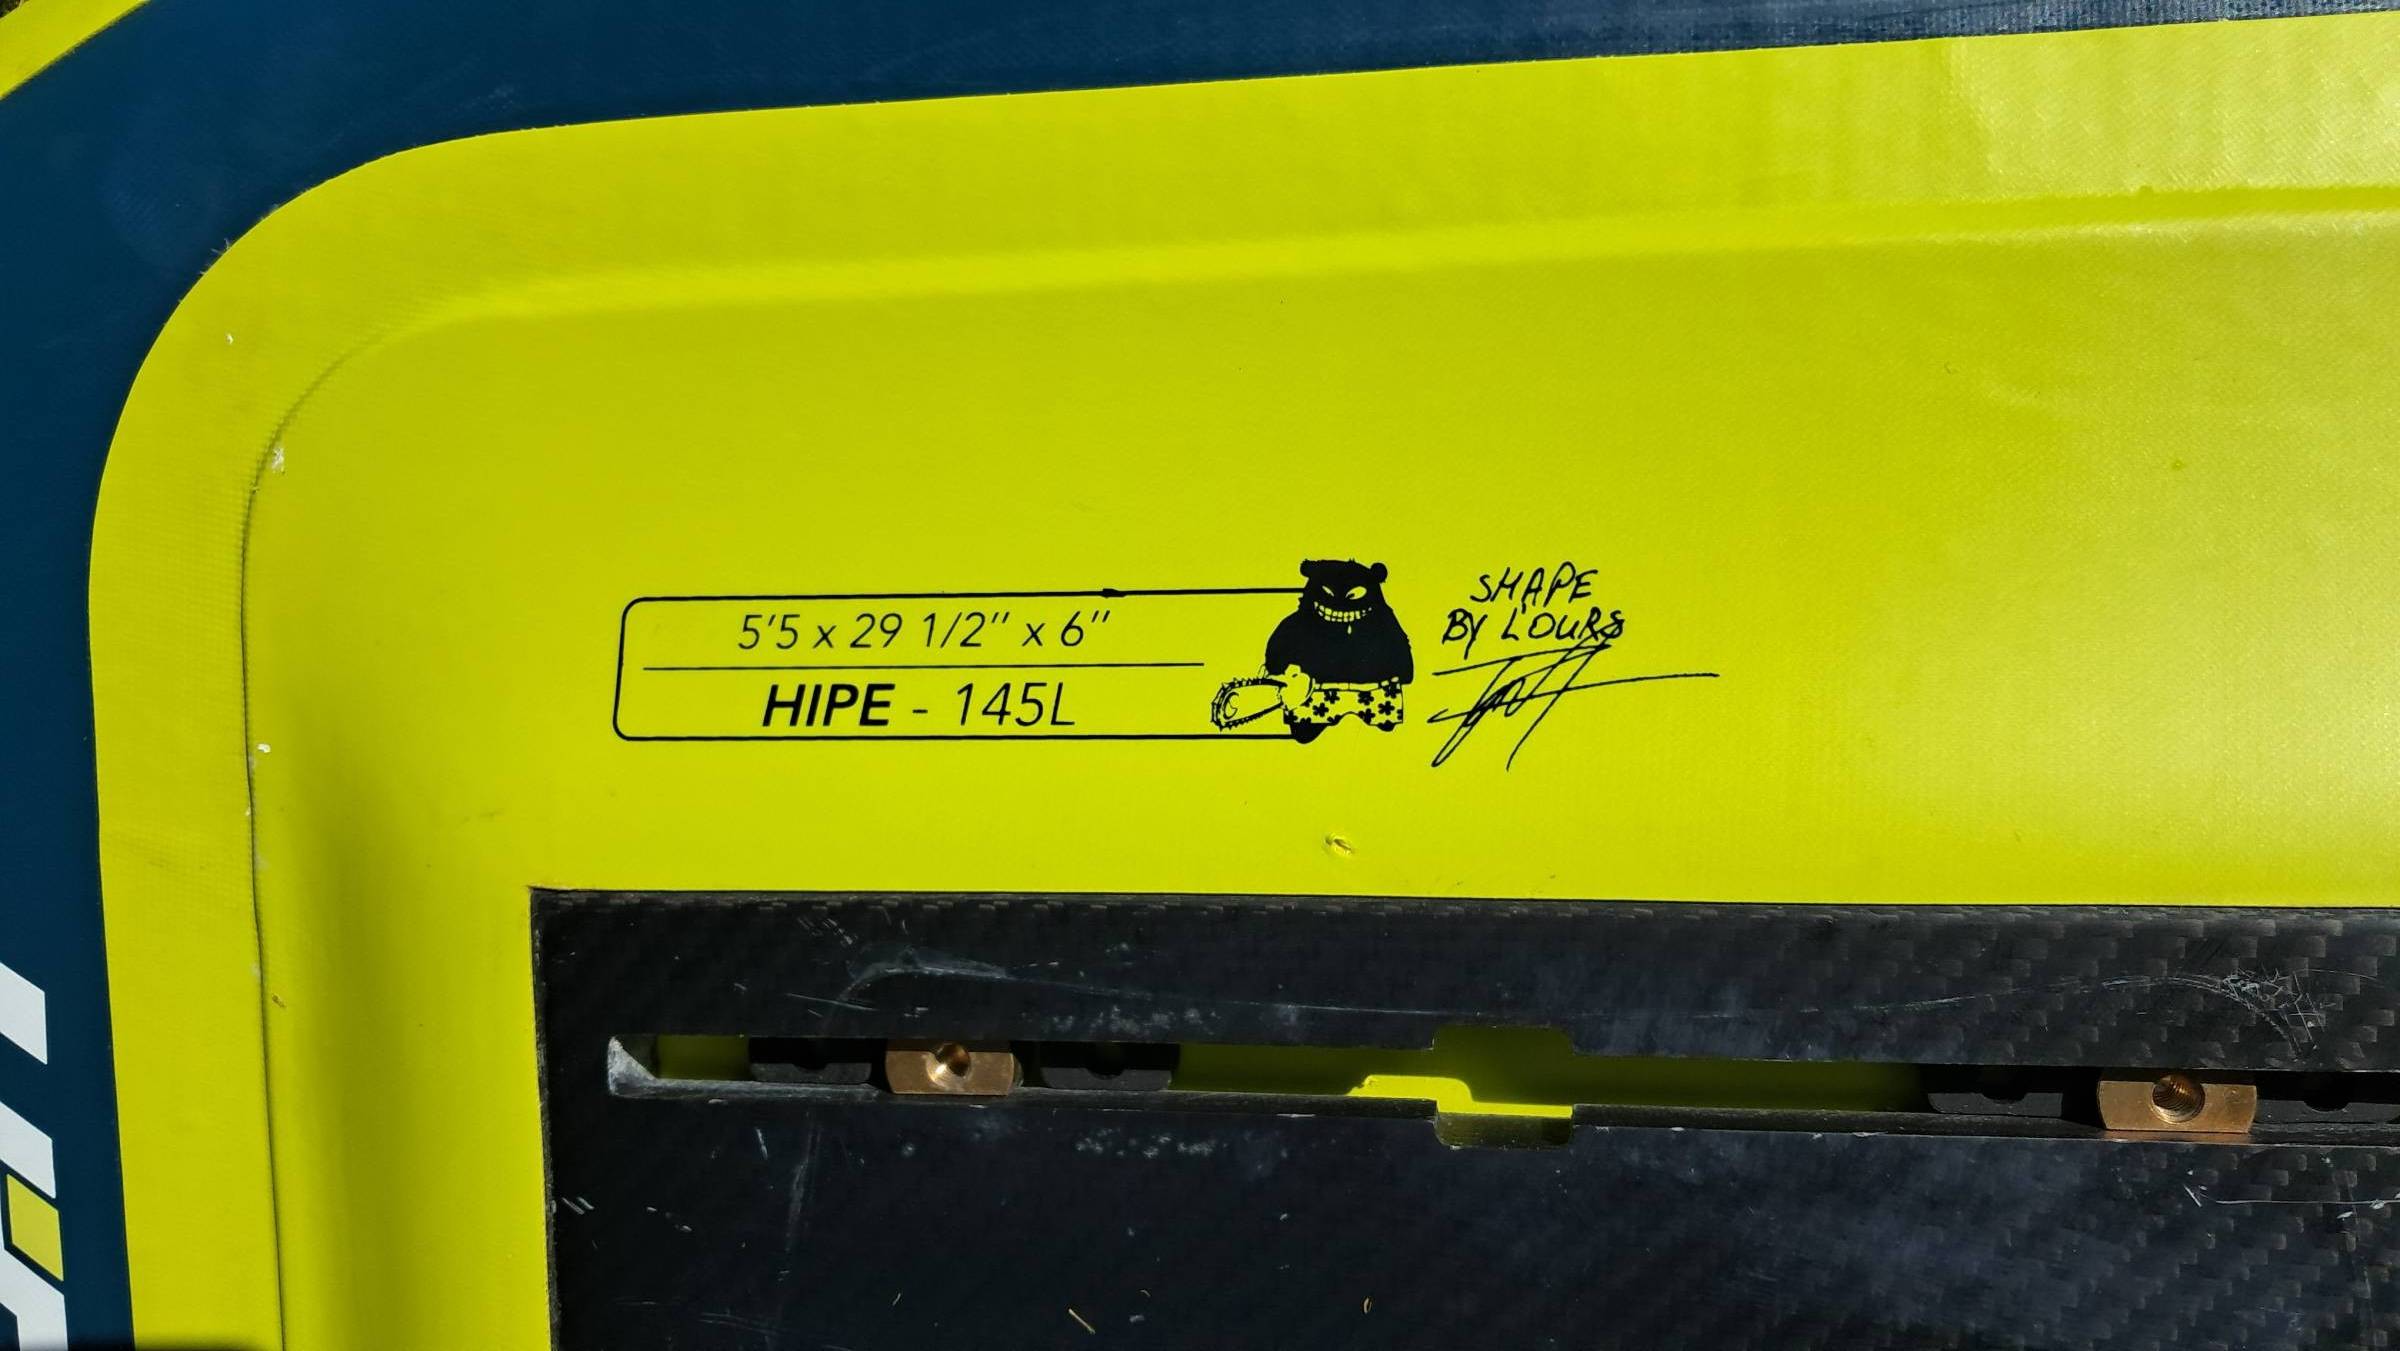 5'5 x 29 1/2" x 6"
HIPE - 145L
SHAPE
BY L'OURS